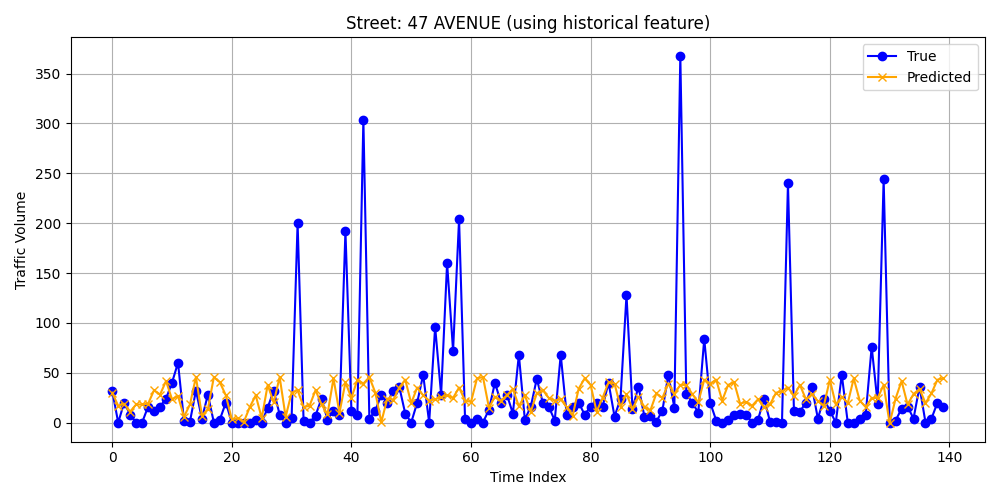 Street: 47 AVENUE (using historical feature)
True
Predicted
Traffic Volume
350
300
250
200
150
100
50
0
0 20 40 60 80 100 120 140
Time Index